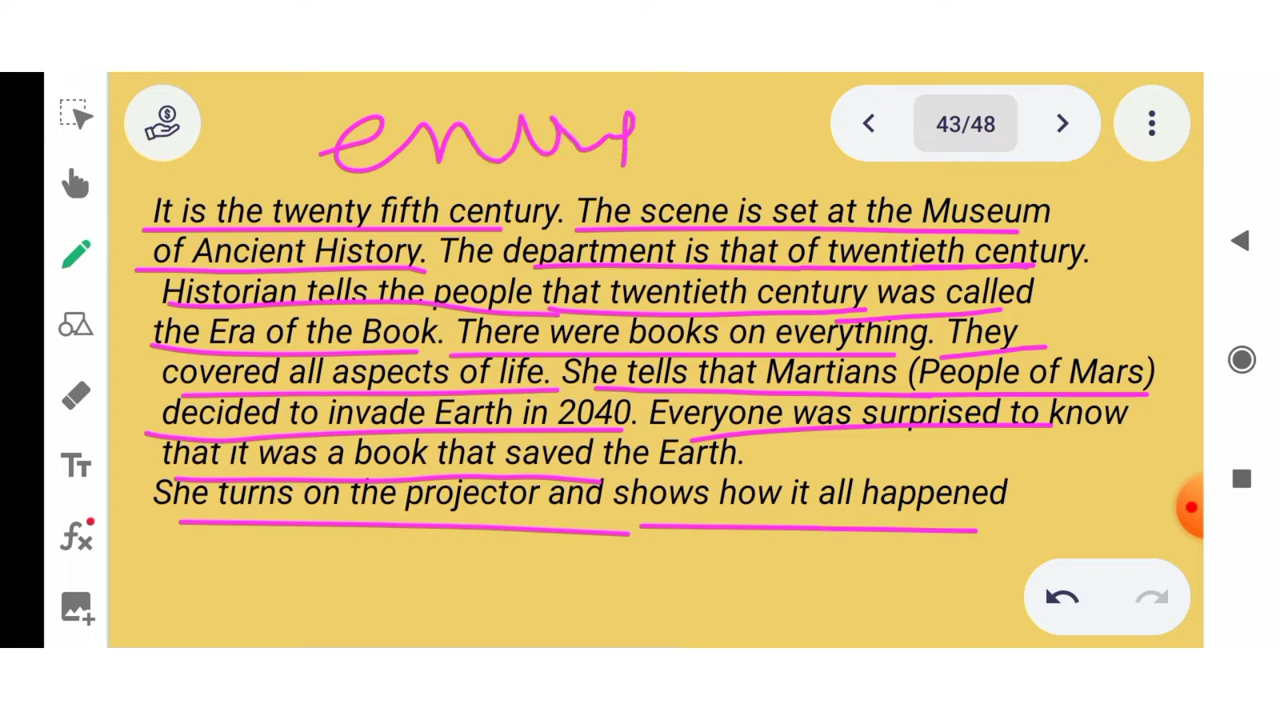 43/48
It is the twenty fifth century. The scene is set at the Museum
of Ancient History. The department is that of twentieth century.
Historian tells the people that twentieth century was called
the Era of the Book. There were books on everything. They
covered all aspects of life. She tells that Martians (People of Mars)
decided to invade Earth in 2040. Everyone was surprised to know
that it was a book that saved the Earth.
She turns on the projector and shows how it all happened
Tт
fx